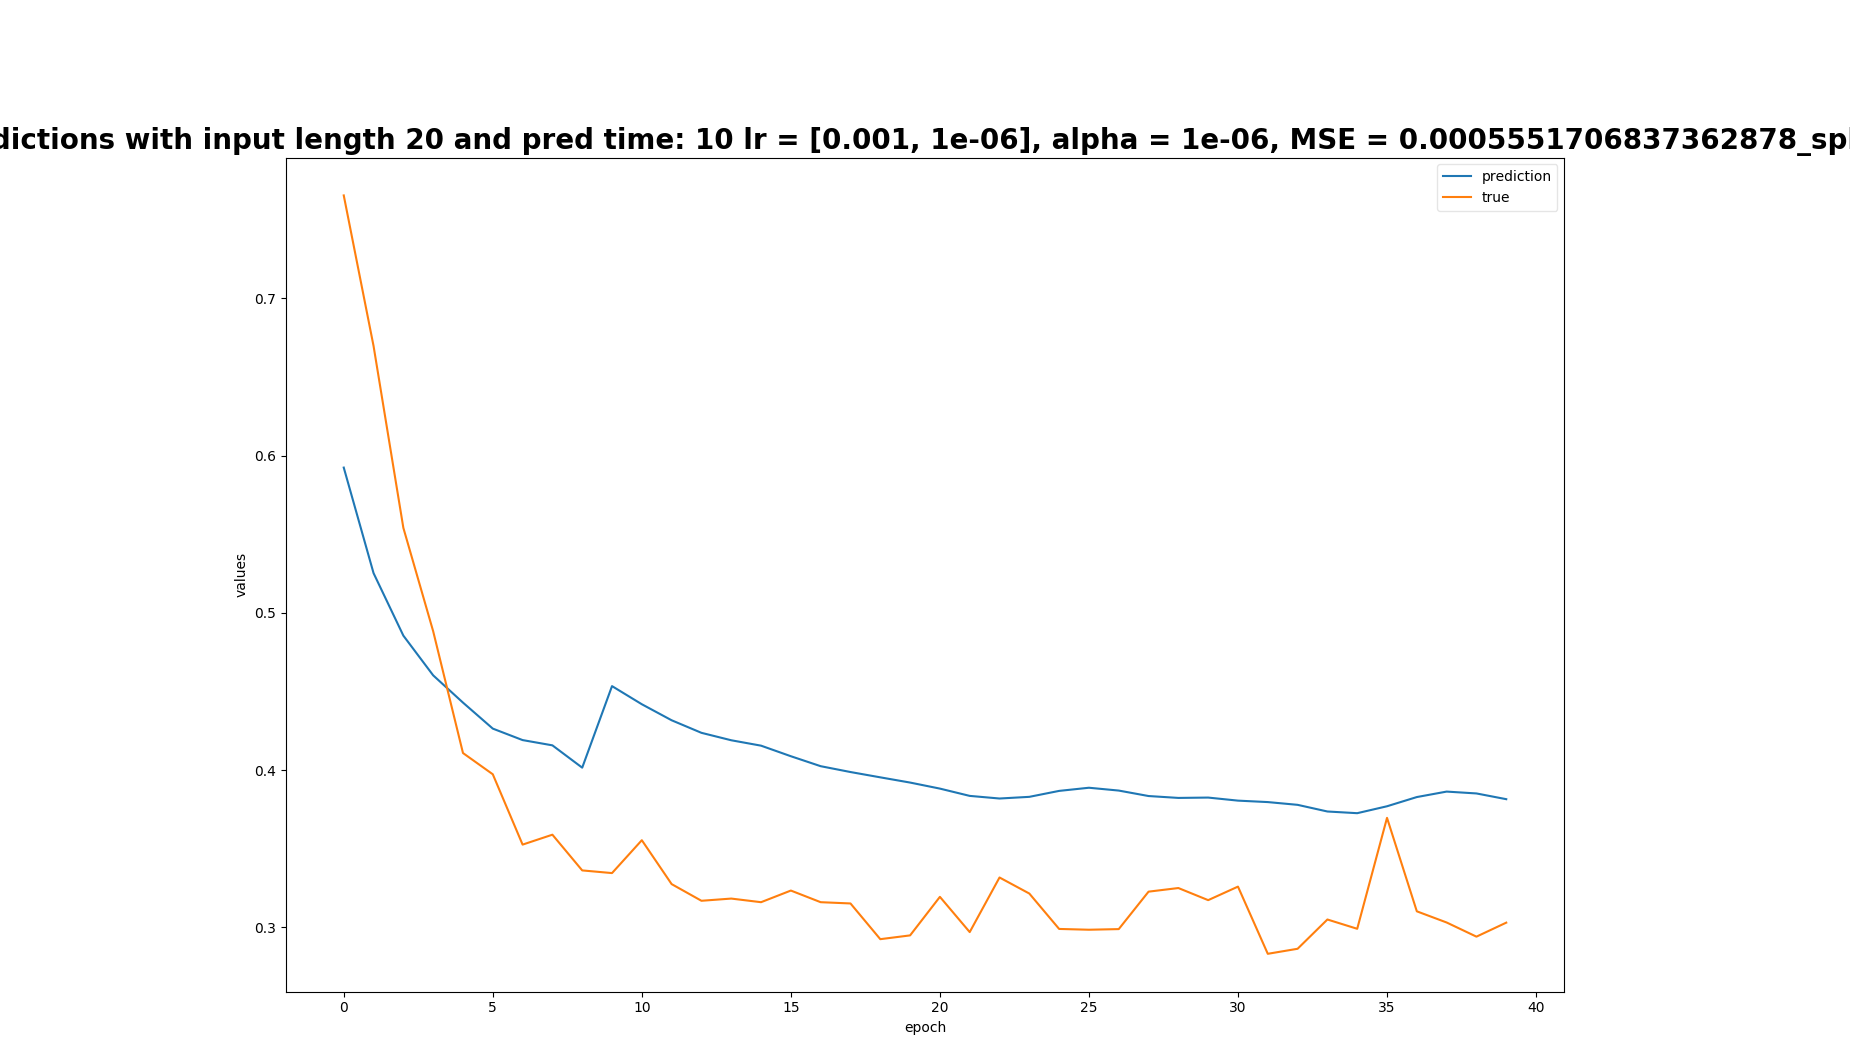 dictions with input length 20 and pred time: 10 lr = [0.001, 1e-06], alpha = 1e-06, MSE = 0.0005551706837362878_spl
prediction
true
0.7
0.6
0.5
0.4
0.3
values
0 5 10 15 20 25 30 35 40
epoch